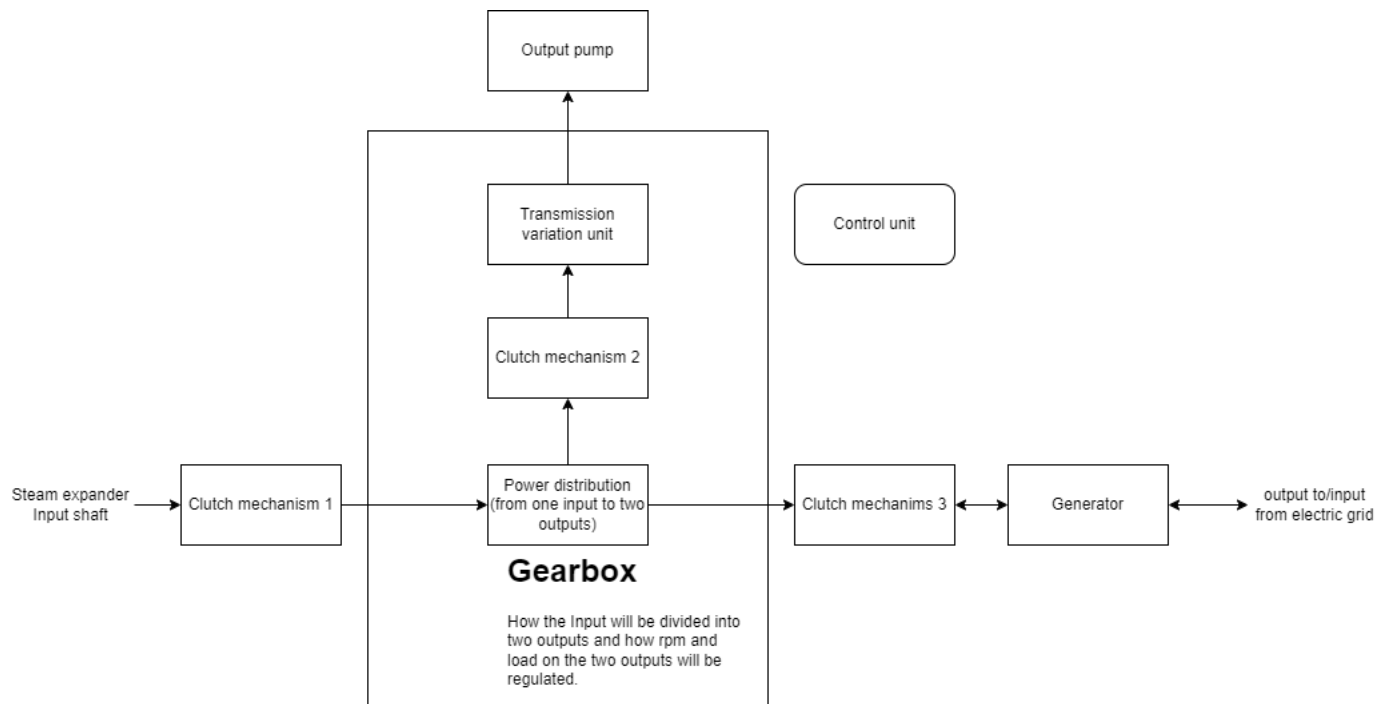 Output pump
Transmission
variation unit
Control unit
Clutch mechanism 2
Steam expander
Input shaft
Clutch mechanism 1
Power distribution
(from one input to two
outputs)
Clutch mechanims 3
Generator
output to/input
from electric grid
Gearbox
How the Input will be divided into
two outputs and how rpm and
load on the two outputs will be
regulated.